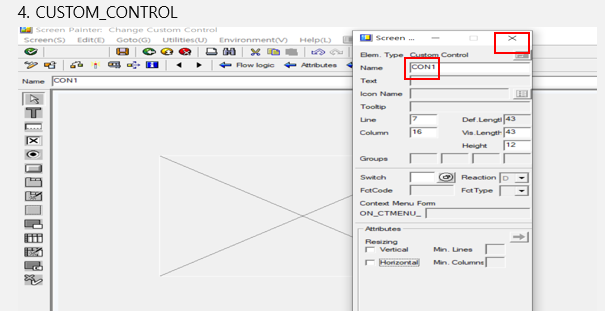 4. CUSTOM_CONTROL
Screen Painter: Change Custom Control
Screen(S) Edit(E) Goto(G) Utilities(U) Environment(V) Help(L)
Flow logic Attributes
Name CON1
Screen ...
Elem. Type Custom Control
Name CON1
Text
Icon Name
Tooltip
Line 7 Def.Lengtl 43
Column 16 Vis.Length 43
Height 12
Groups
Switch Reaction D
FctCode FctType
Context Menu Form
ON_CTMENU_
Attributes
Resizing
Vertical Min. Lines
Horizontal Min. Columns